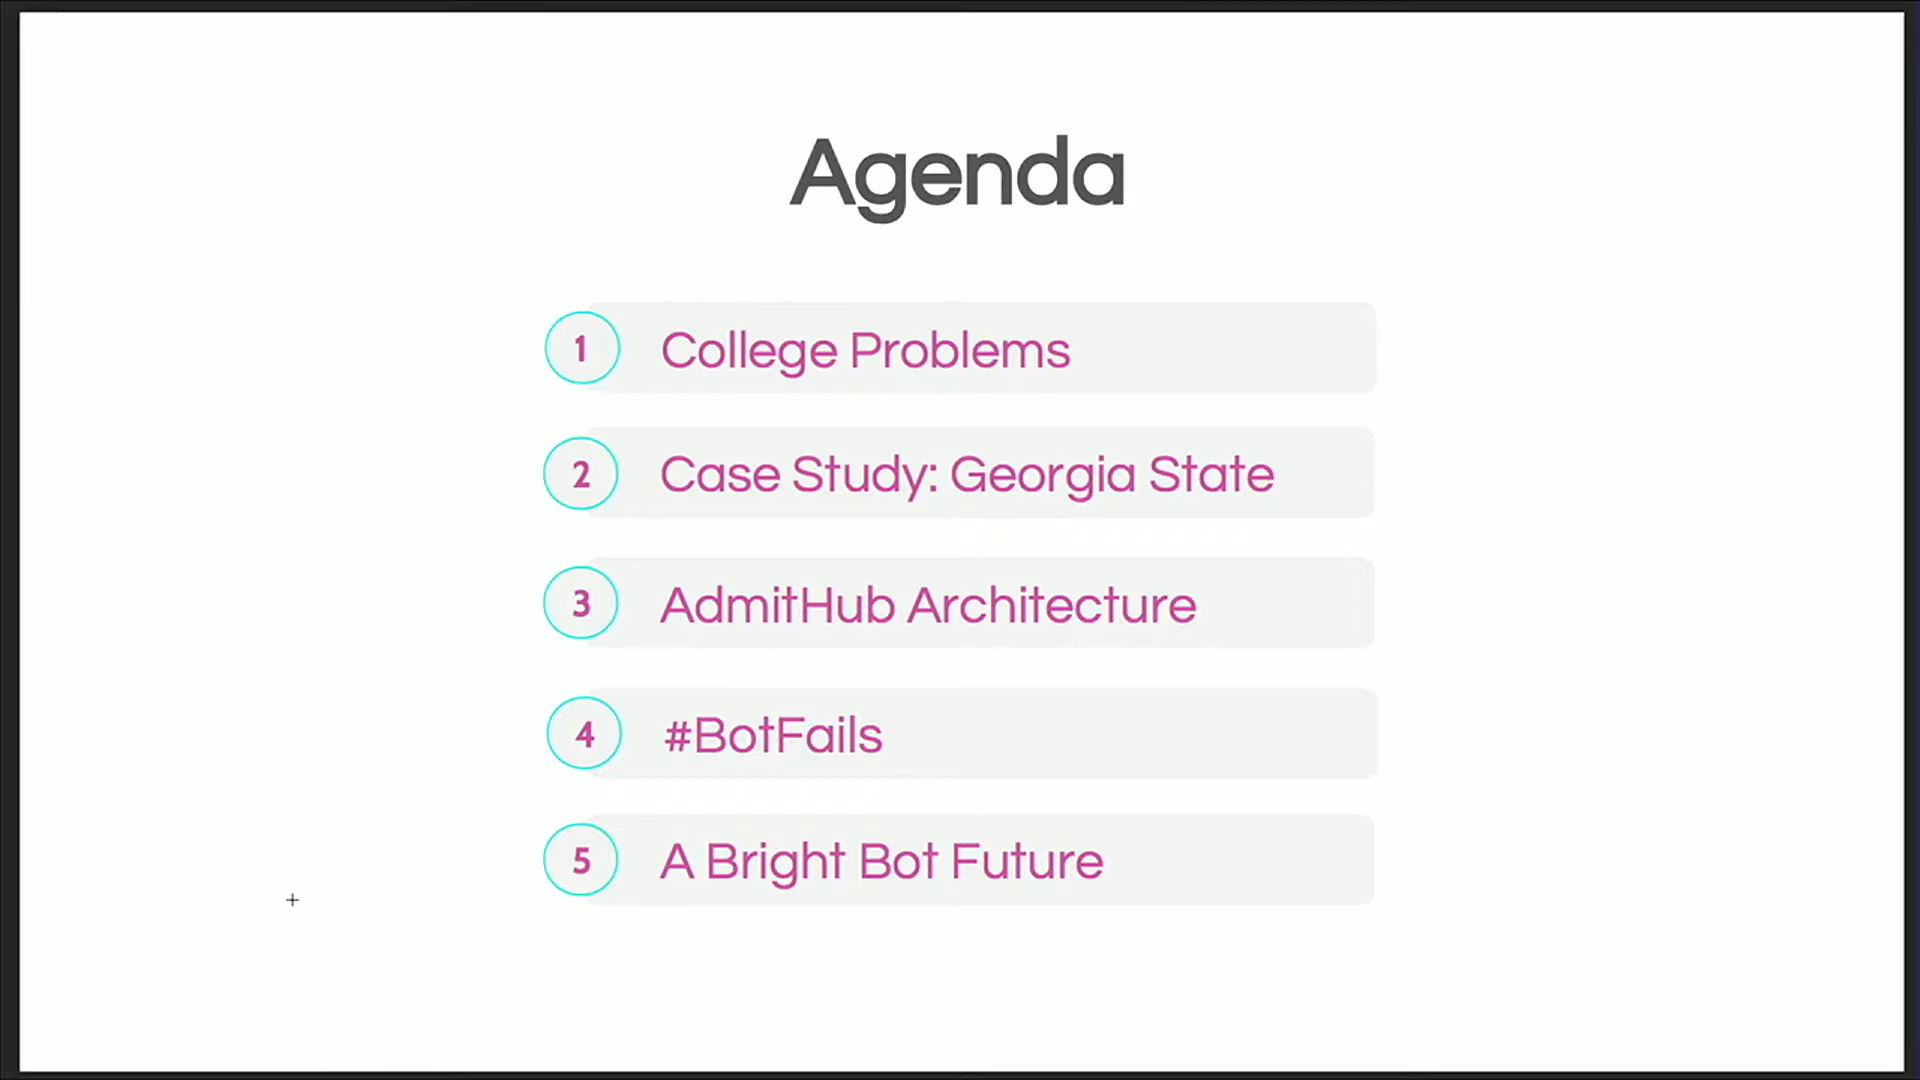 Agenda
1 College Problems
2 Case Study: Georgia State
3 AdmitHub Architecture
4 #BotFails
5 A Bright Bot Future